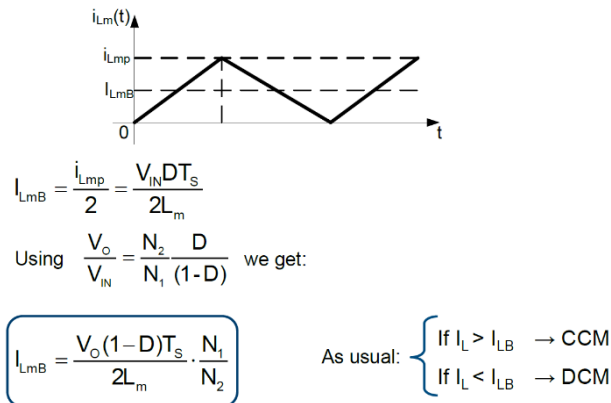 i_Lm(t)
i_Lmp
I_LmB
0
t
I_LmB = i_Lmp / 2 = V_IN DT_S / 2L_m
Using V_O / V_IN = N_2 / N_1 D / (1-D) we get:
I_LmB = V_O(1-D)T_S / 2L_m · N_1 / N_2
As usual: { If I_L > I_LB → CCM
If I_L < I_LB → DCM